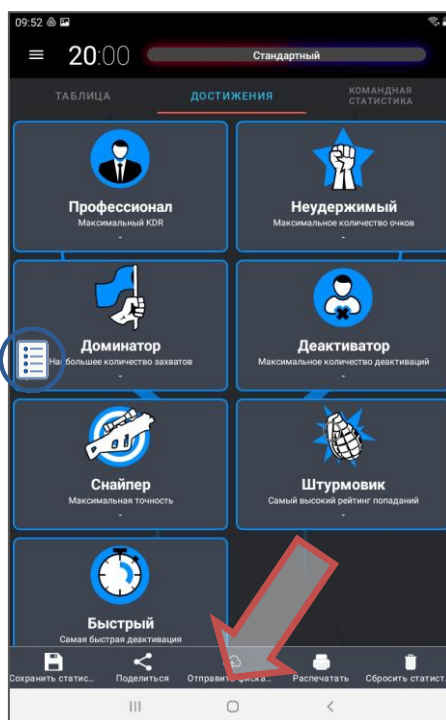 09:52
20:00
Стандартный
ТАБЛИЦА
ДОСТИЖЕНИЯ
КОМАНДНАЯ
СТАТИСТИКА
Профессионал
Максимальный KDR
-
Неудержимый
Максимальное количество очков
-
Доминатор
Наибольшее количество захватов
-
Деактиватор
Максимальное количество деактиваций
-
Снайпер
Максимальная точность
-
Штурмовик
Самый высокий рейтинг попаданий
-
Быстрый
Самая быстрая деактивация
Сохранить статис...
Поделиться
Отправить фиска...
Распечатать
Сбросить статист.